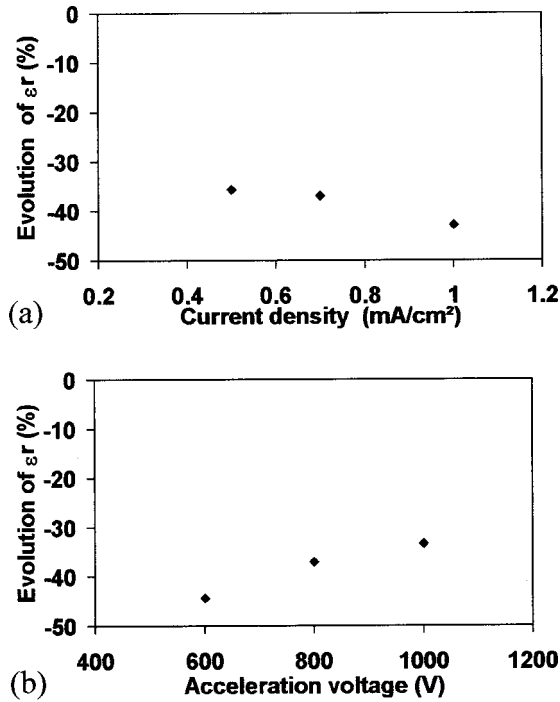 0
-10
-20
-30
-40
-50
Evolution of εr (%)
0.2 0.4 0.6 0.8 1 1.2
(a) Current density (mA/cm²)
0
-10
-20
-30
-40
-50
Evolution of εr (%)
400 600 800 1000 1200
(b) Acceleration voltage (V)